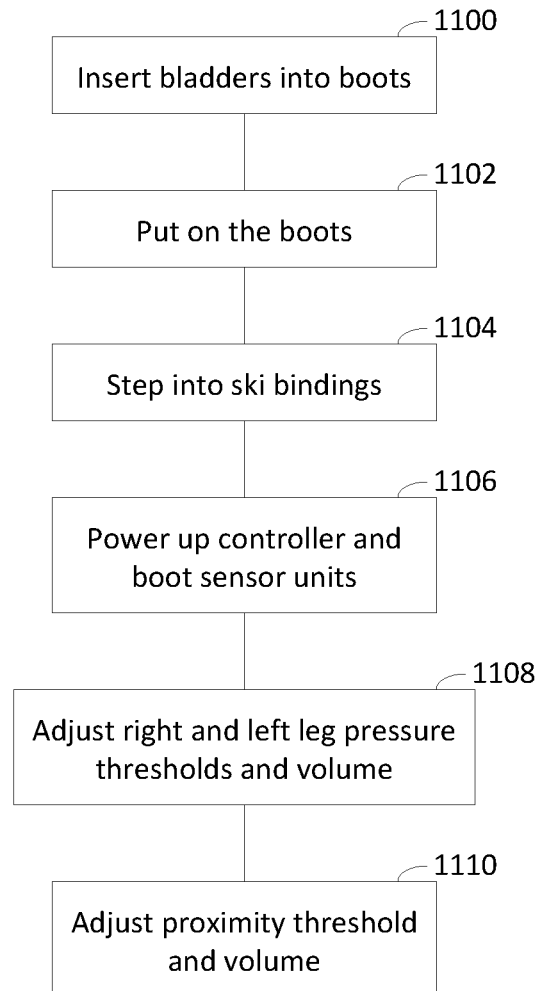 1100
Insert bladders into boots
1102
Put on the boots
1104
Step into ski bindings
1106
Power up controller and
boot sensor units
1108
Adjust right and left leg pressure
thresholds and volume
1110
Adjust proximity threshold
and volume